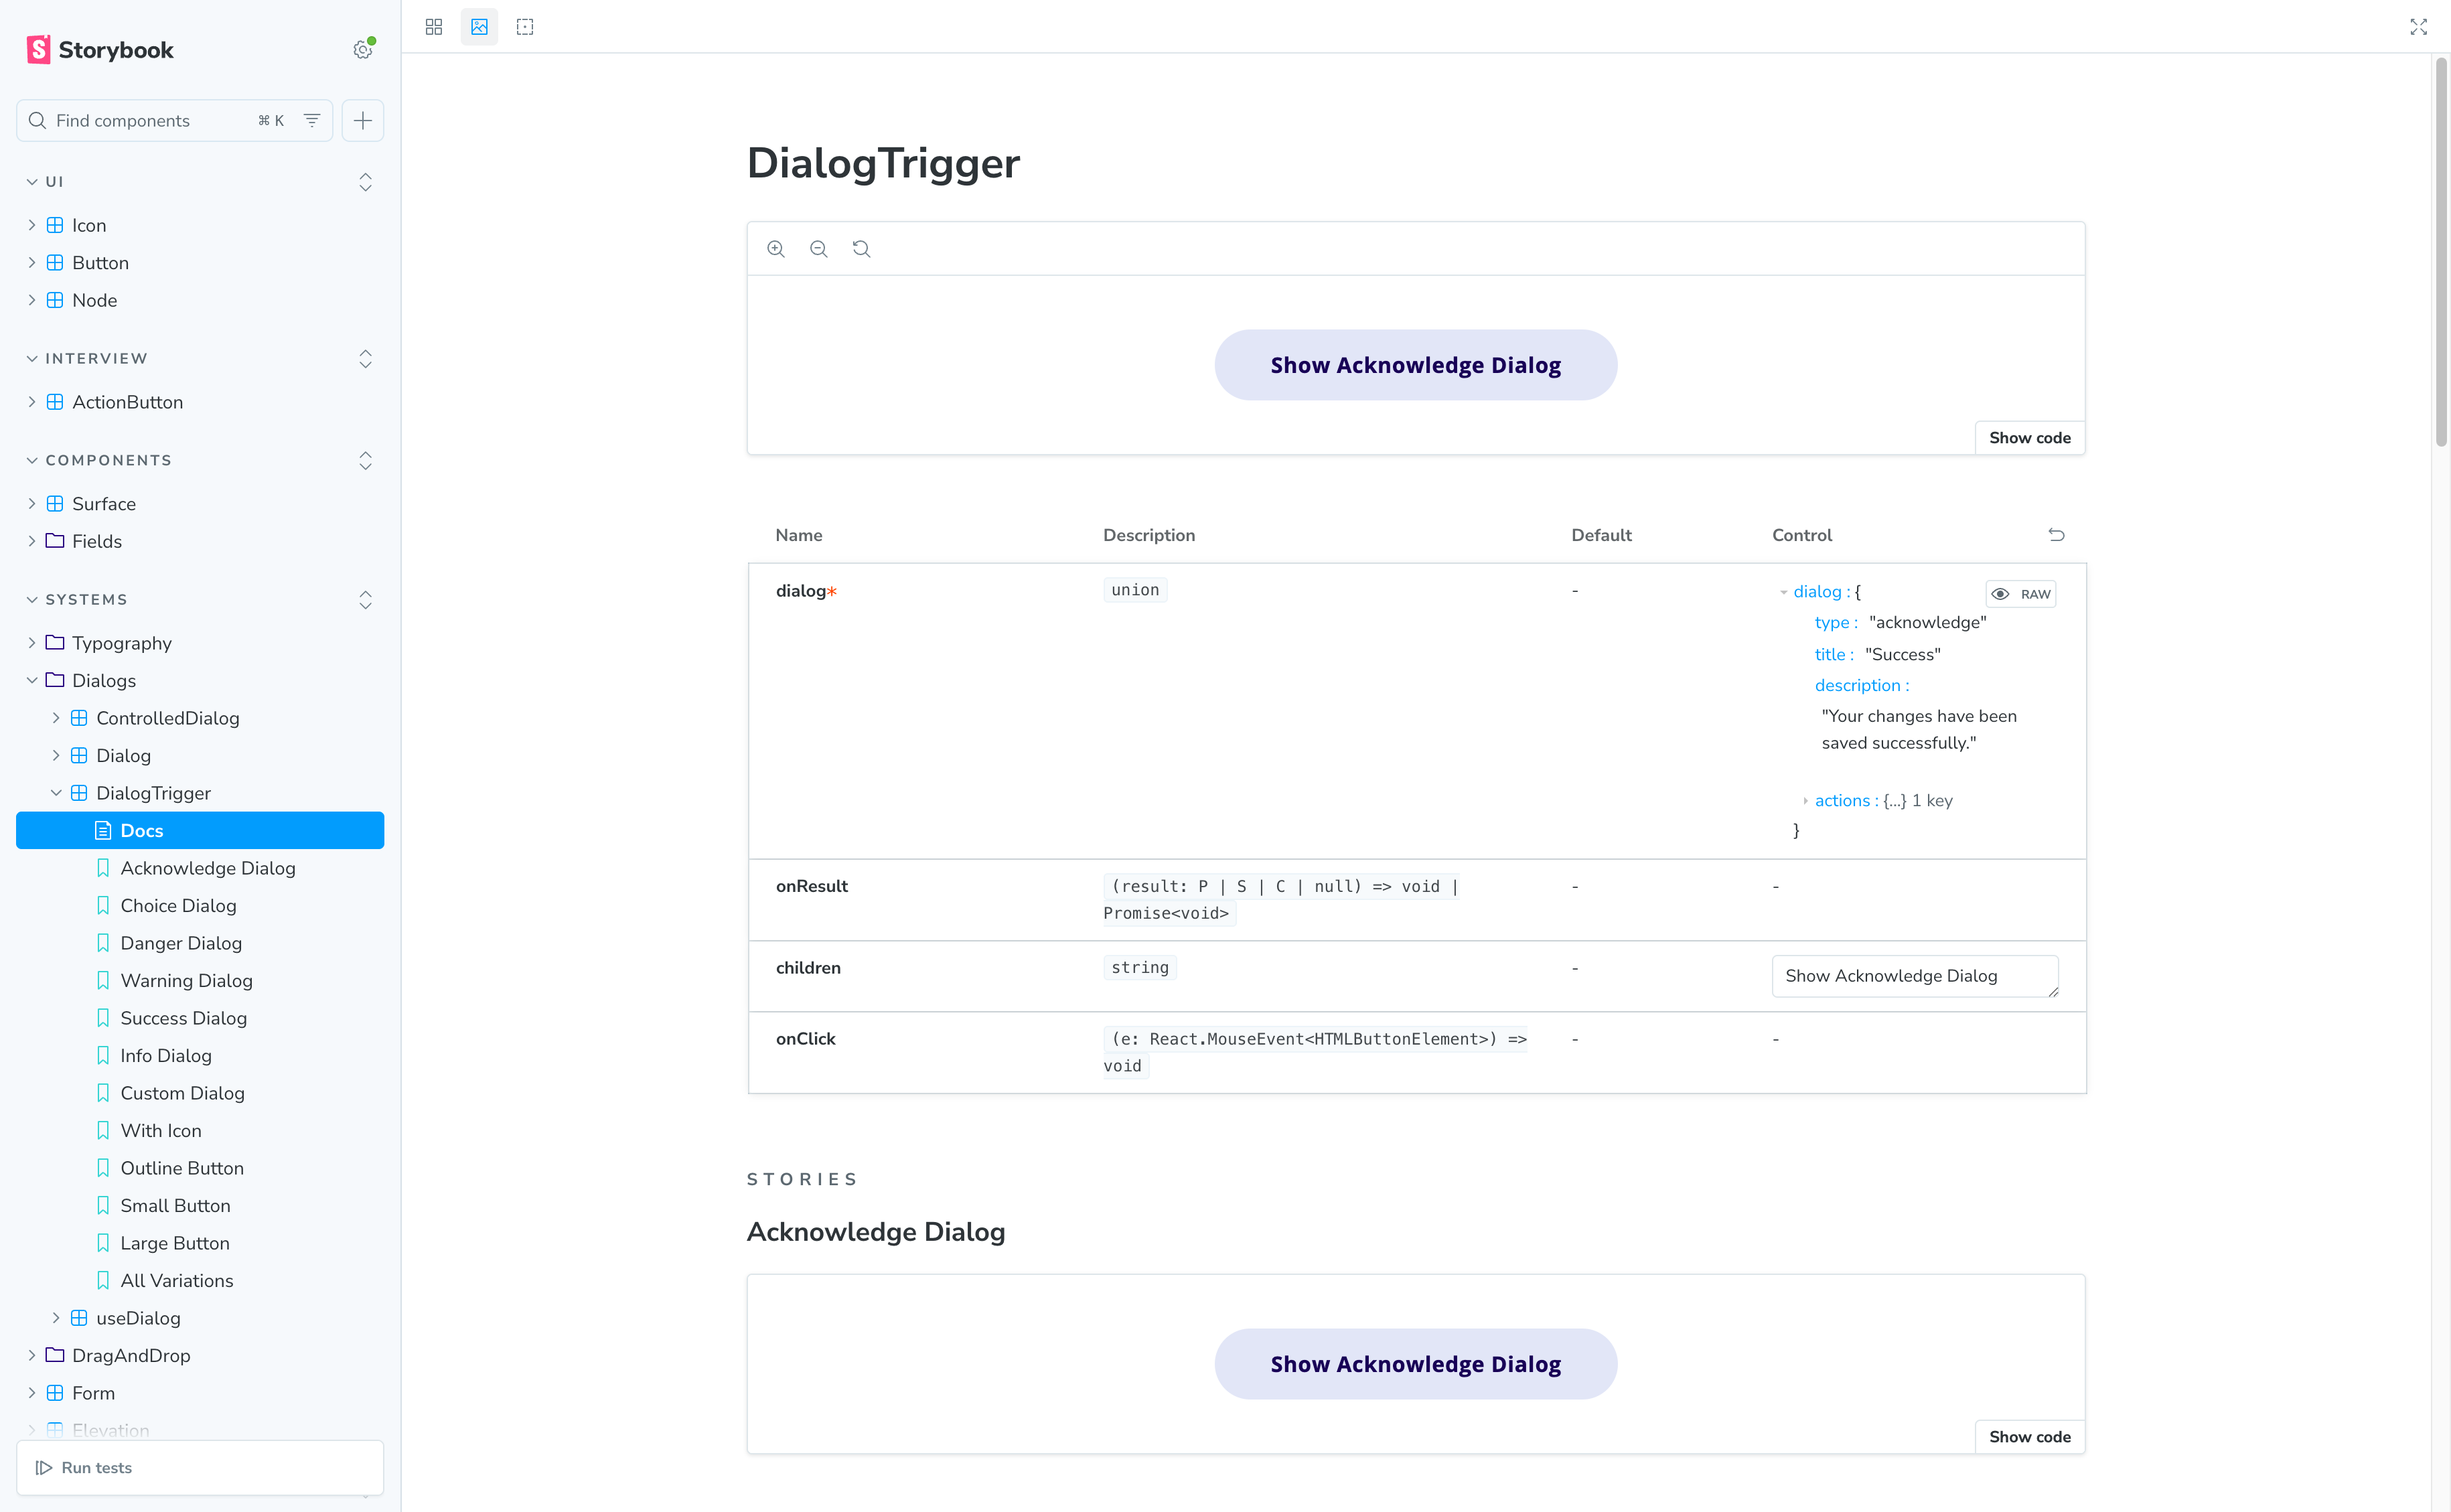 Storybook
Find components
⌘ K
UI
Icon
Button
Node
INTERVIEW
ActionButton
COMPONENTS
Surface
Fields
SYSTEMS
Typography
Dialogs
ControlledDialog
Dialog
DialogTrigger
Docs
Acknowledge Dialog
Choice Dialog
Danger Dialog
Warning Dialog
Success Dialog
Info Dialog
Custom Dialog
With Icon
Outline Button
Small Button
Large Button
All Variations
useDialog
DragAndDrop
Form
Elevation
Run tests
DialogTrigger
Show Acknowledge Dialog
Show code
Name Description Default Control
dialog* union - dialog : {
RAW
type : "acknowledge"
title : "Success"
description :
"Your changes have been
saved successfully."
actions : {...} 1 key
}
onResult (result: P | S | C | null) => void | - -
Promise<void>
children string - Show Acknowledge Dialog
onClick (e: React.MouseEvent<HTMLButtonElement>) => - -
void
STORIES
Acknowledge Dialog
Show Acknowledge Dialog
Show code